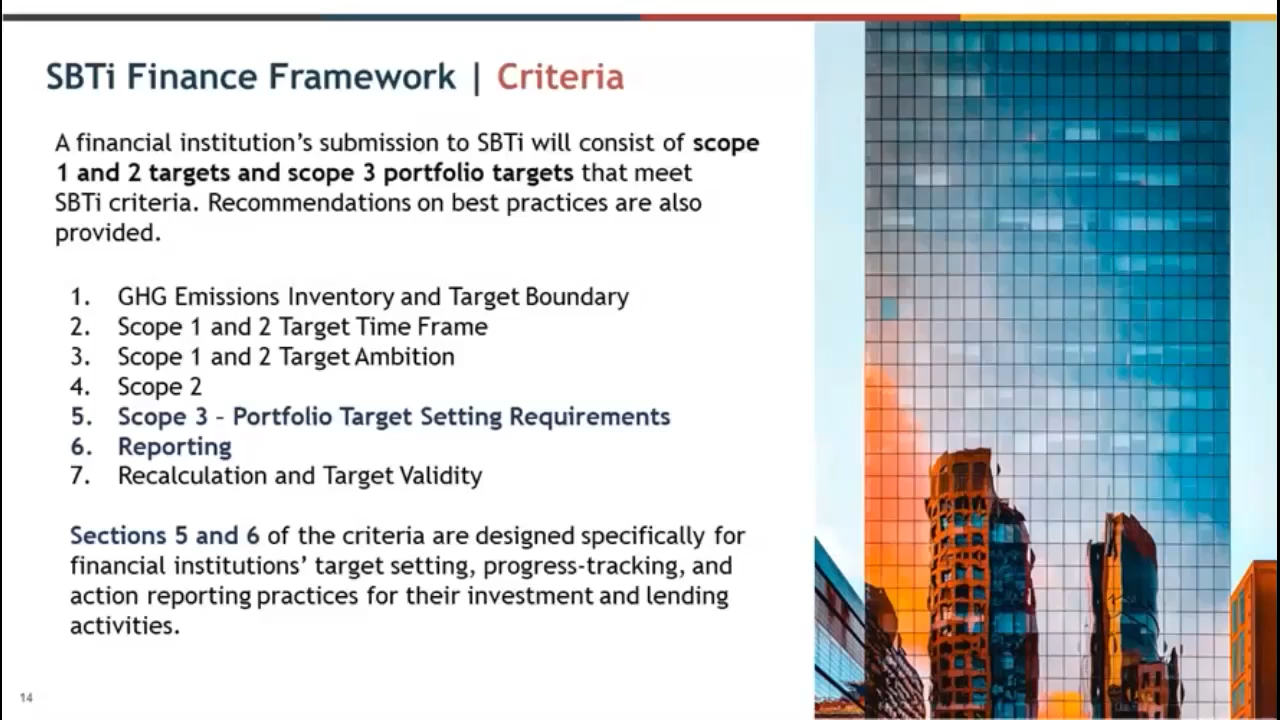 SBTi Finance Framework | Criteria
A financial institution’s submission to SBTi will consist of scope
1 and 2 targets and scope 3 portfolio targets that meet
SBTi criteria. Recommendations on best practices are also
provided.
1. GHG Emissions Inventory and Target Boundary
2. Scope 1 and 2 Target Time Frame
3. Scope 1 and 2 Target Ambition
4. Scope 2
5. Scope 3 – Portfolio Target Setting Requirements
6. Reporting
7. Recalculation and Target Validity
Sections 5 and 6 of the criteria are designed specifically for
financial institutions’ target setting, progress-tracking, and
action reporting practices for their investment and lending
activities.
14